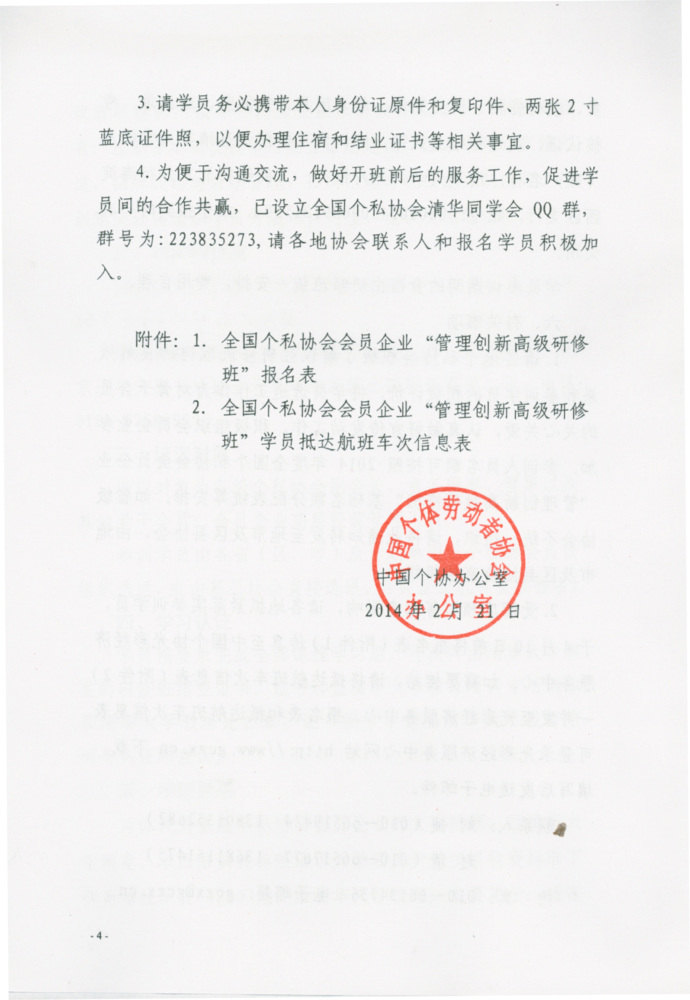 3.请学员务必携带本人身份证原件和复印件、两张2寸
蓝底证件照，以便办理住宿和结业证书等相关事宜。
4.为便于沟通交流，做好开班前后的服务工作，促进学
员间的合作共赢，已设立全国个私协会清华同学会 QQ 群，
群号为:223835273,请各地协会联系人和报名学员积极加
入。
附件：1. 全国个私协会会员企业“管理创新高级研修
班”报名表
2. 全国个私协会会员企业“管理创新高级研修
班”学员抵达航班车次信息表
中国个体劳动者协会
中国个协办公室
办公室
2014年2月 21 日
-4-